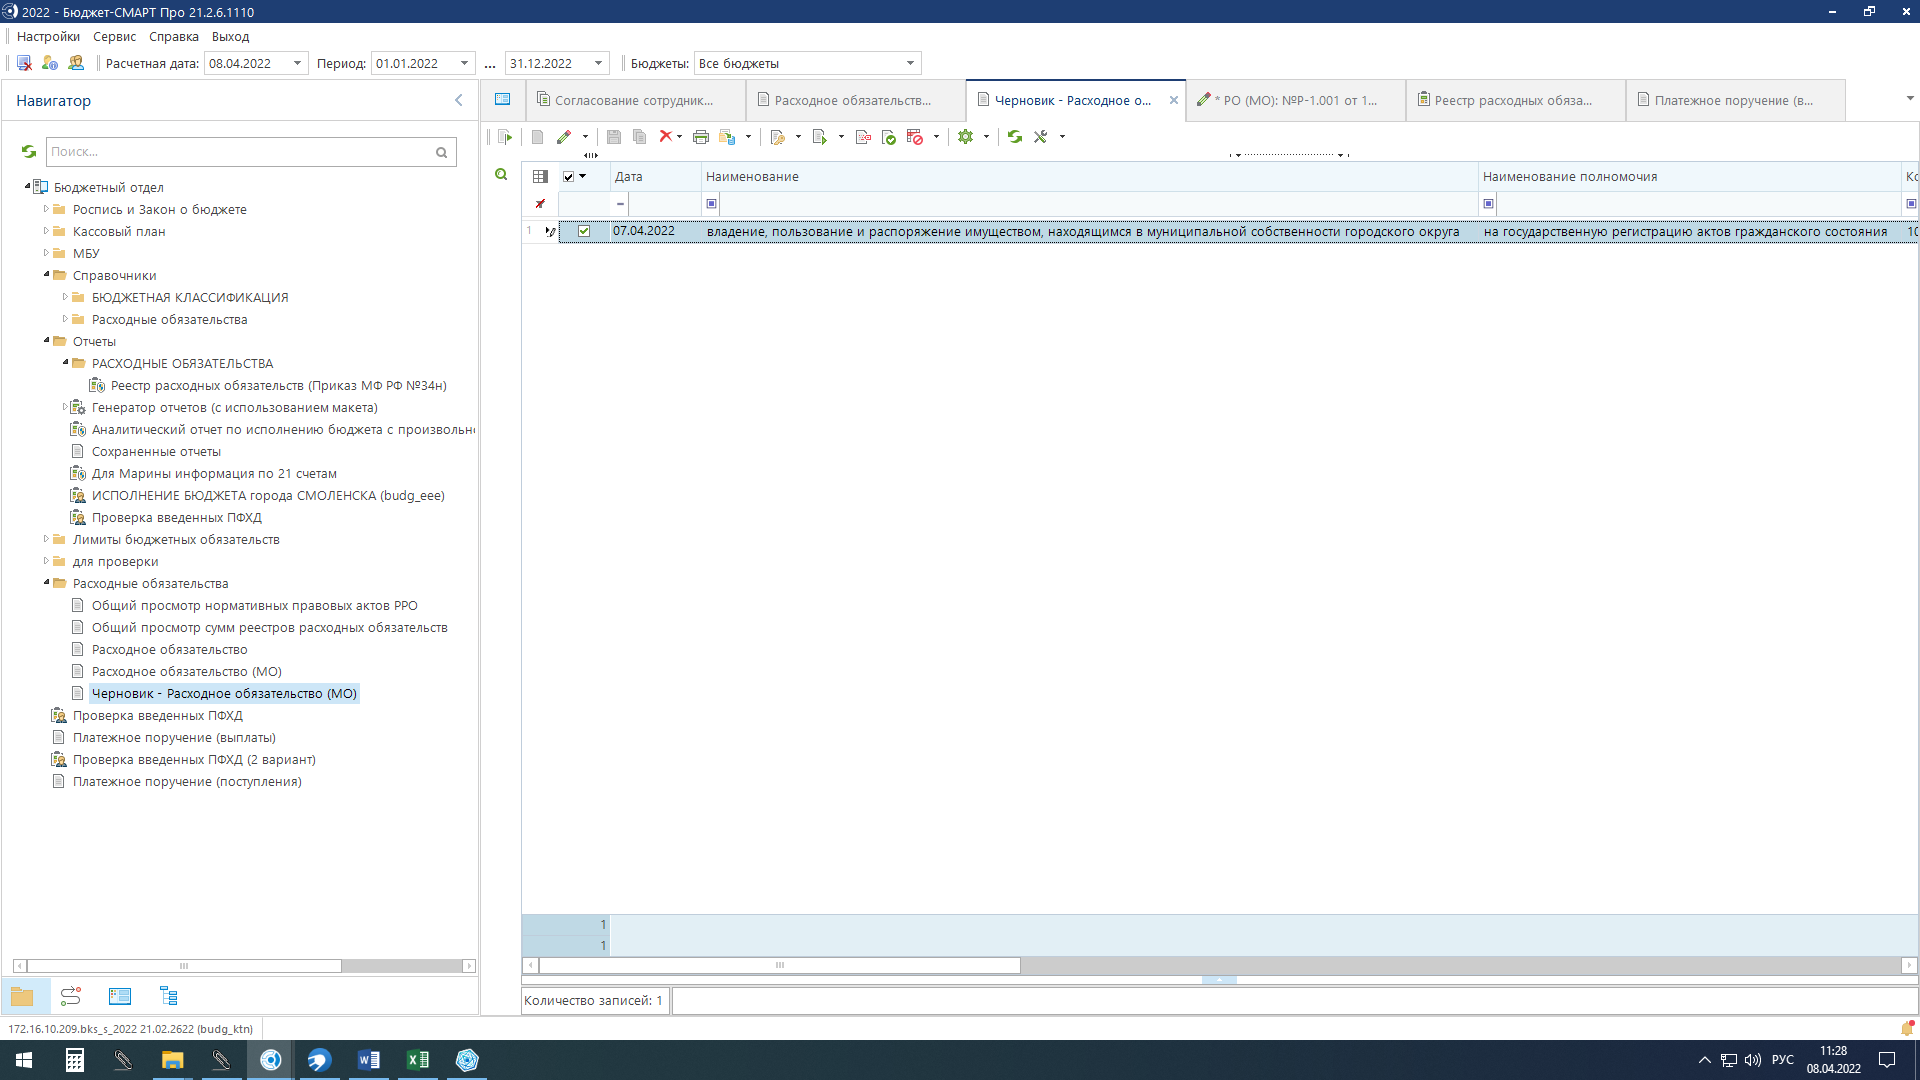 2022 - Бюджет-СМАРТ Про 21.2.6.1110
Настройки Сервис Справка Выход
Расчетная дата: 08.04.2022 Период: 01.01.2022 ... 31.12.2022 Бюджеты: Все бюджеты
Навигатор
Согласование сотрудник...
Расходное обязательств...
Черновик - Расходное о...
* РО (МО): №Р-1.001 от 1...
Реестр расходных обяза...
Платежное поручение (в...
Поиск...
Бюджетный отдел
Роспись и Закон о бюджете
Кассовый план
МБУ
Справочники
БЮДЖЕТНАЯ КЛАССИФИКАЦИЯ
Расходные обязательства
Отчеты
РАСХОДНЫЕ ОБЯЗАТЕЛЬСТВА
Реестр расходных обязательств (Приказ МФ РФ №34н)
Генератор отчетов (с использованием макета)
Аналитический отчет по исполнению бюджета с произвольн
Сохраненные отчеты
Для Марины информация по 21 счетам
ИСПОЛНЕНИЕ БЮДЖЕТА города СМОЛЕНСКА (budg_eee)
Проверка введенных ПФХД
Лимиты бюджетных обязательств
для проверки
Расходные обязательства
Общий просмотр нормативных правовых актов РРО
Общий просмотр сумм реестров расходных обязательств
Расходное обязательство
Расходное обязательство (МО)
Черновик - Расходное обязательство (МО)
Проверка введенных ПФХД
Платежное поручение (выплаты)
Проверка введенных ПФХД (2 вариант)
Платежное поручение (поступления)
Дата Наименование Наименование полномочия Ко
1 07.04.2022 владение, пользование и распоряжение имуществом, находящимся в муниципальной собственности городского округа на государственную регистрацию актов гражданского состояния 10
1
1
Количество записей: 1
172.16.10.209.bks_s_2022 21.02.2622 (budg_ktn)
РУС
11:28
08.04.2022